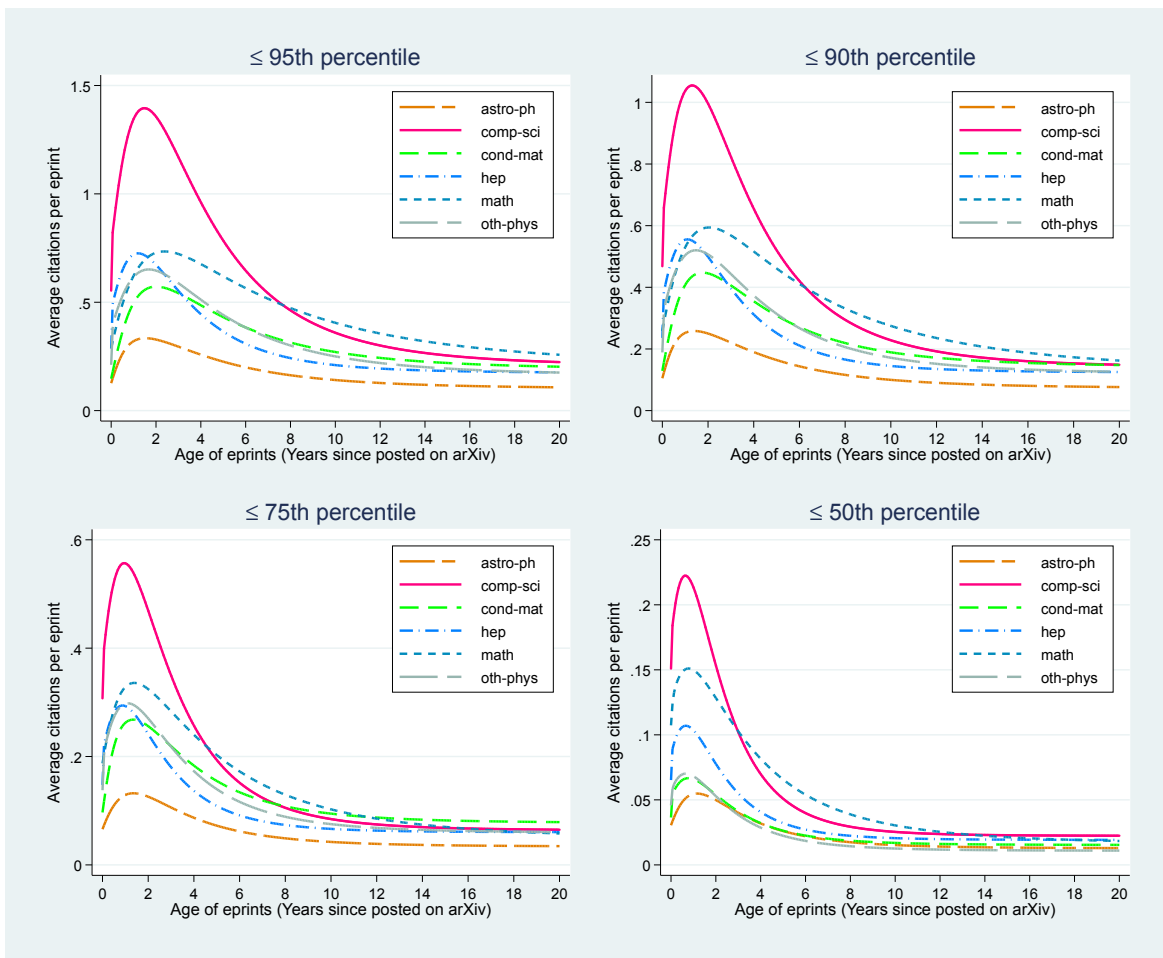 ≤ 95th percentile
Average citations per eprint
1.5
1
.5
0
astro-ph
comp-sci
cond-mat
hep
math
oth-phys
0 2 4 6 8 10 12 14 16 18 20
Age of eprints (Years since posted on arXiv)
≤ 90th percentile
Average citations per eprint
1
.8
.6
.4
.2
0
astro-ph
comp-sci
cond-mat
hep
math
oth-phys
0 2 4 6 8 10 12 14 16 18 20
Age of eprints (Years since posted on arXiv)
≤ 75th percentile
Average citations per eprint
.6
.4
.2
0
astro-ph
comp-sci
cond-mat
hep
math
oth-phys
0 2 4 6 8 10 12 14 16 18 20
Age of eprints (Years since posted on arXiv)
≤ 50th percentile
Average citations per eprint
.25
.2
.15
.1
.05
0
astro-ph
comp-sci
cond-mat
hep
math
oth-phys
0 2 4 6 8 10 12 14 16 18 20
Age of eprints (Years since posted on arXiv)